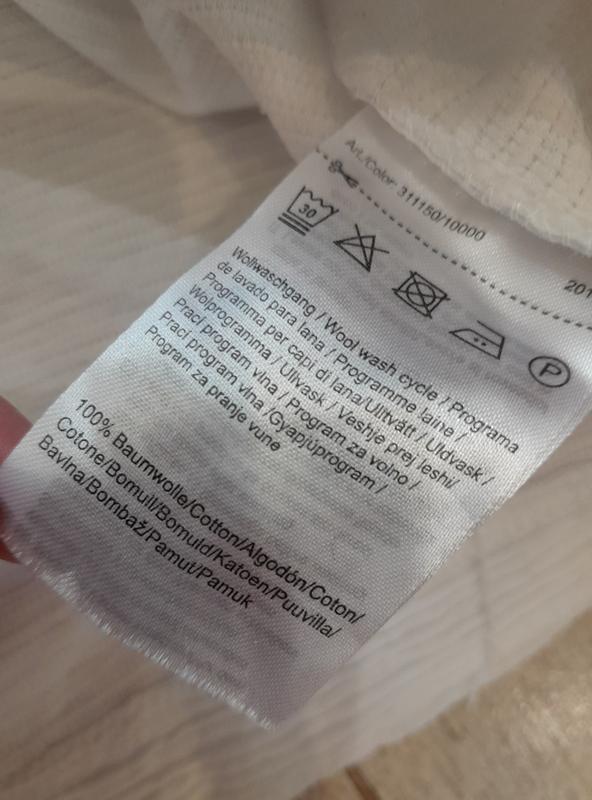 Art./Color: 311150/10000
201
30
P
Wollwaschgang / Wool wash cycle / Programa
de lavado para lana / Programme laine /
Programma per capi di lana/Ulltvätt / Uldvask /
Wolprogramma / Ulvask / Veshje prej leshi/
Prací program vlna / Program za volno /
Prací program vlna /Gyapjúprogram /
Program za pranje vune
100% Baumwolle/Cotton/Algodón/Coton/
Cotone/Bomull/Bomuld/Katoen/Puuvilla/
Bavlna/Bombaž/Pamut/Pamuk